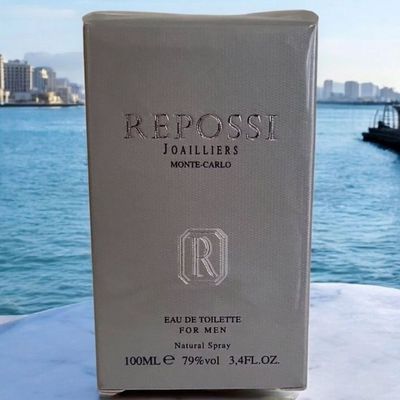 REPOSSI
JOAILLIERS
MONTE-CARLO
R
EAU DE TOILETTE
FOR MEN
Natural Spray
100ML ℮ 79%vol 3,4FL.OZ.